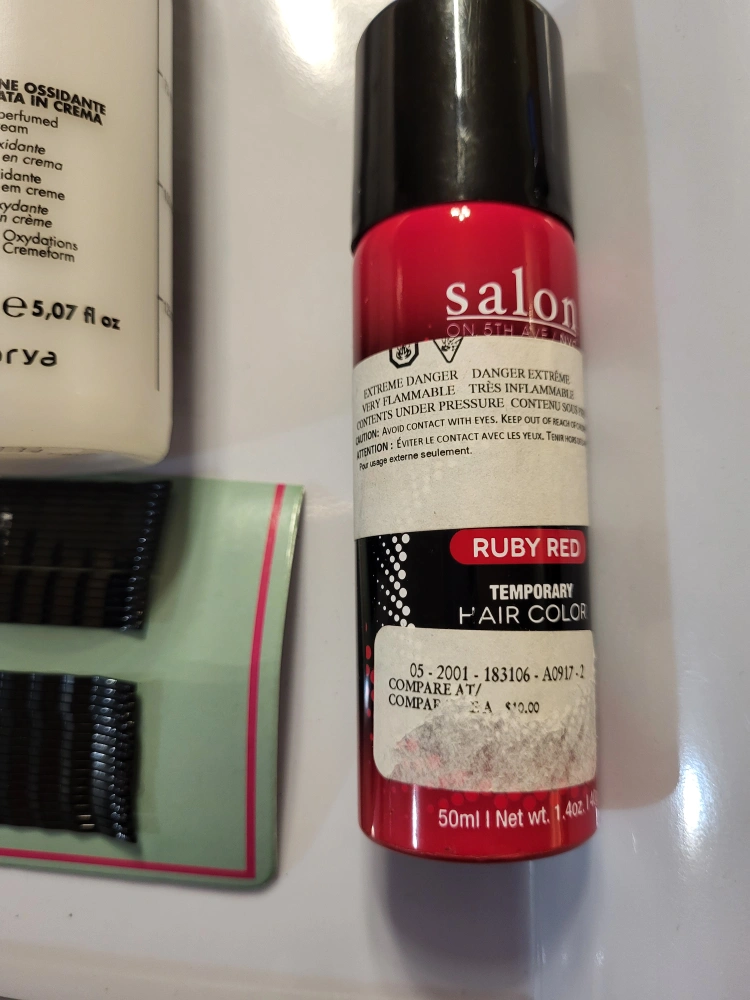 NE OSSIDANTE
ATA IN CREMA
perfumed
eam
xidante
en crema
idante
em creme
xydante
n crème
Oxydations
Cremeform
e 5,07 fl oz
rya
salon
ON 5TH AVE / NYC
EXTREME DANGER DANGER EXTRÊME
VERY FLAMMABLE TRÈS INFLAMMABLE
CONTENTS UNDER PRESSURE CONTENU SOUS
CAUTION: AVOID CONTACT WITH EYES. KEEP OUT OF REACH OF
ATTENTION : ÉVITER LE CONTACT AVEC LES YEUX. TENIR HORS
Pour usage externe seulement.
RUBY RED
TEMPORARY
HAIR COLOR
05 - 2001 - 183106 - A0917 - 2
COMPARE AT/
COMPAR A $10.00
50ml | Net wt. 1.4oz.